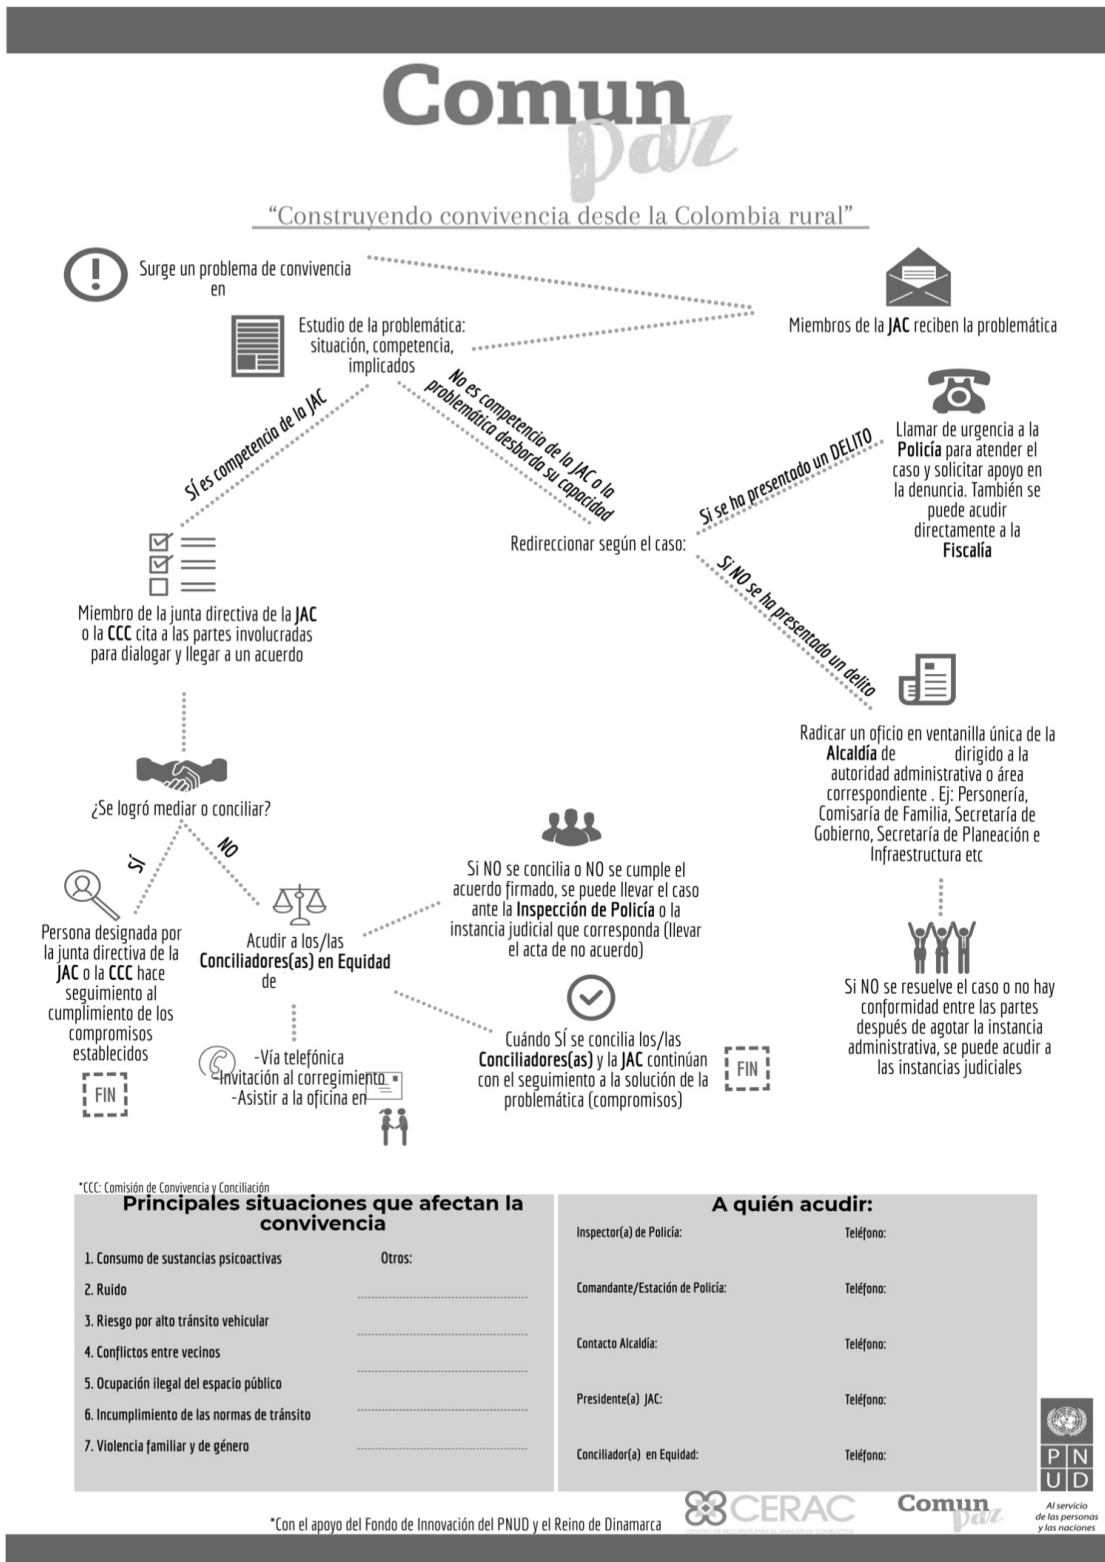 Comun
paz
“Construyendo convivencia desde la Colombia rural”
Surge un problema de convivencia
en
Miembros de la JAC reciben la problemática
Estudio de la problemática:
situación, competencia,
implicados
SÍ es competencia de la JAC
No es competencia de la JAC o la
problemática desborda su capacidad
Redireccionar según el caso:
Si se ha presentado un DELITO
Llamar de urgencia a la
Policía para atender el
caso y solicitar apoyo en
la denuncia. También se
puede acudir
directamente a la
Fiscalía
Si NO se ha presentado un delito
Radicar un oficio en ventanilla única de la
Alcaldía de dirigido a la
autoridad administrativa o área
correspondiente . Ej: Personería,
Comisaría de Familia, Secretaría de
Gobierno, Secretaría de Planeación e
Infraestructura etc
Si NO se resuelve el caso o no hay
conformidad entre las partes
después de agotar la instancia
administrativa, se puede acudir a
las instancias judiciales
Miembro de la junta directiva de la JAC
o la CCC cita a las partes involucradas
para dialogar y llegar a un acuerdo
¿Se logró mediar o conciliar?
SÍ
NO
Persona designada por
la junta directiva de la
JAC o la CCC hace
seguimiento al
cumplimiento de los
compromisos
establecidos
FIN
Acudir a los/las
Conciliadores(as) en Equidad
de
-Vía telefónica
-Invitación al corregimiento
-Asistir a la oficina en
Si NO se concilia o NO se cumple el
acuerdo firmado, se puede llevar el caso
ante la Inspección de Policía o la
instancia judicial que corresponda (llevar
el acta de no acuerdo)
Cuándo SÍ se concilia los/las
Conciliadores(as) y la JAC continúan
con el seguimiento a la solución de la
problemática (compromisos)
FIN
*CCC: Comisión de Convivencia y Conciliación
Principales situaciones que afectan la
convivencia
1. Consumo de sustancias psicoactivas
2. Ruido
3. Riesgo por alto tránsito vehicular
4. Conflictos entre vecinos
5. Ocupación ilegal del espacio público
6. Incumplimiento de las normas de tránsito
7. Violencia familiar y de género
Otros:
A quién acudir:
Inspector(a) de Policía: Teléfono:
Comandante/Estación de Policía: Teléfono:
Contacto Alcaldía: Teléfono:
Presidente(a) JAC: Teléfono:
Conciliador(a) en Equidad: Teléfono:
*Con el apoyo del Fondo de Innovación del PNUD y el Reino de Dinamarca
CERAC
CENTRO DE RECURSOS PARA EL ANÁLISIS DE CONFLICTOS
Comun
paz
P N
U D
Al servicio
de las personas
y las naciones